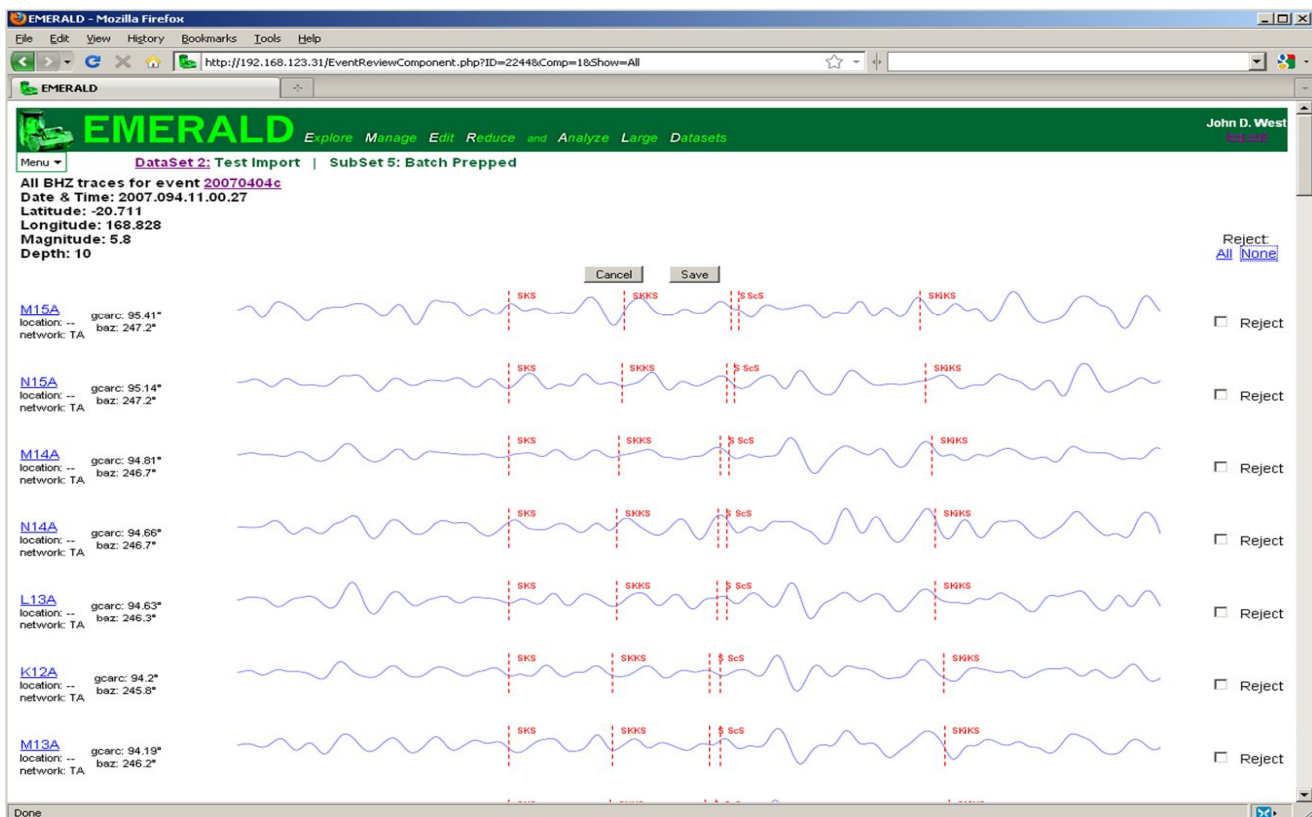 EMERALD - Mozilla Firefox
File Edit View History Bookmarks Tools Help
http://192.168.123.31/EventReviewComponent.php?ID=2244&Comp=1&Show=All
EMERALD
EMERALD Explore Manage Edit Reduce and Analyze Large Datasets
John D. West
Menu
DataSet 2: Test Import | SubSet 5: Batch Prepped
All BHZ traces for event 20070404c
Date & Time: 2007.094.11.00.27
Latitude: -20.711
Longitude: 168.828
Magnitude: 5.8
Depth: 10
Reject:
All None
Cancel Save
M15A
location: --
network: TA
gcarc: 95.41°
baz: 247.2°
SKS SKKS S ScS SKiKS
Reject
N15A
location: --
network: TA
gcarc: 95.14°
baz: 247.2°
SKS SKKS S ScS SKiKS
Reject
M14A
location: --
network: TA
gcarc: 94.81°
baz: 246.7°
SKS SKKS S ScS SKiKS
Reject
N14A
location: --
network: TA
gcarc: 94.66°
baz: 246.7°
SKS SKKS S ScS SKiKS
Reject
L13A
location: --
network: TA
gcarc: 94.63°
baz: 246.3°
SKS SKKS S ScS SKiKS
Reject
K12A
location: --
network: TA
gcarc: 94.2°
baz: 245.8°
SKS SKKS S ScS SKiKS
Reject
M13A
location: --
network: TA
gcarc: 94.19°
baz: 246.2°
SKS SKKS S ScS SKiKS
Reject
Done